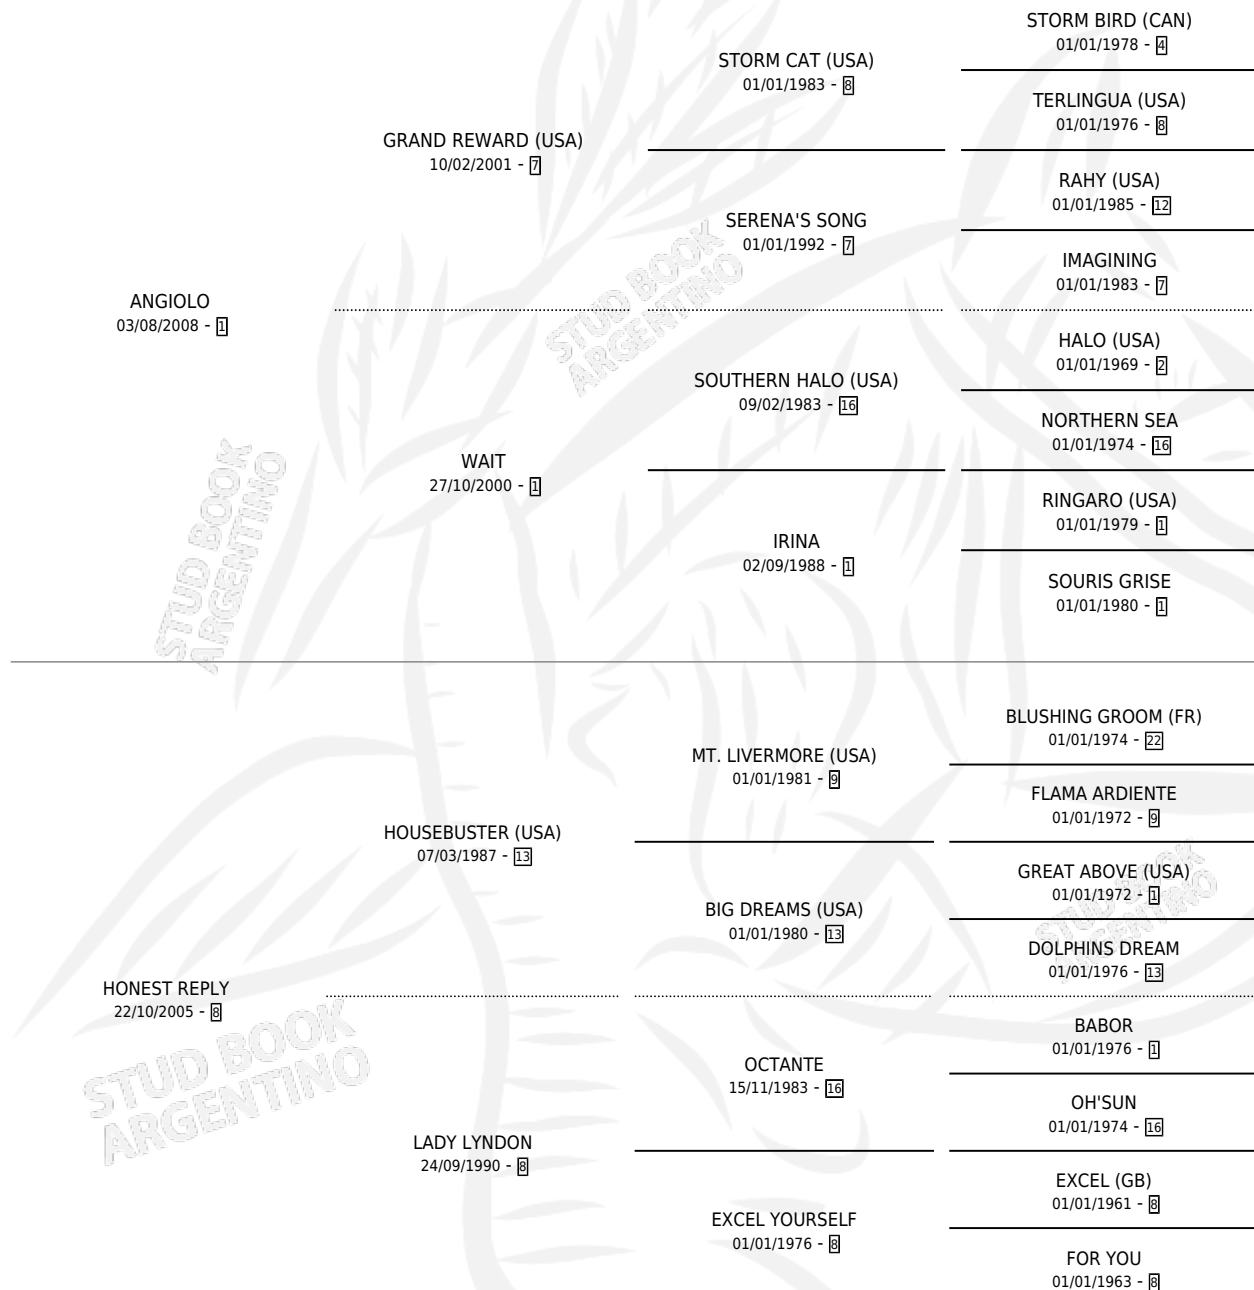 STORM BIRD (CAN)
01/01/1978 - 4
STORM CAT (USA)
01/01/1983 - 8
TERLINGUA (USA)
01/01/1976 - 8
GRAND REWARD (USA)
10/02/2001 - 7
RAHY (USA)
01/01/1985 - 12
SERENA'S SONG
01/01/1992 - 7
IMAGINING
01/01/1983 - 7
ANGIOLO
03/08/2008 - 1
HALO (USA)
01/01/1969 - 2
SOUTHERN HALO (USA)
09/02/1983 - 16
NORTHERN SEA
01/01/1974 - 16
WAIT
27/10/2000 - 1
RINGARO (USA)
01/01/1979 - 1
IRINA
02/09/1988 - 1
SOURIS GRISE
01/01/1980 - 1
BLUSHING GROOM (FR)
01/01/1974 - 22
MT. LIVERMORE (USA)
01/01/1981 - 9
FLAMA ARDIENTE
01/01/1972 - 9
HOUSEBUSTER (USA)
07/03/1987 - 13
GREAT ABOVE (USA)
01/01/1972 - 1
BIG DREAMS (USA)
01/01/1980 - 13
DOLPHINS DREAM
01/01/1976 - 13
HONEST REPLY
22/10/2005 - 8
BABOR
01/01/1976 - 1
OCTANTE
15/11/1983 - 16
OH'SUN
01/01/1974 - 16
LADY LYNDON
24/09/1990 - 8
EXCEL (GB)
01/01/1961 - 8
EXCEL YOURSELF
01/01/1976 - 8
FOR YOU
01/01/1963 - 8
STUD BOOK
ARGENTINO
STUD BOOK
ARGENTINO
STUD BOOK
ARGENTINO
STUD BOOK
ARGENTINO